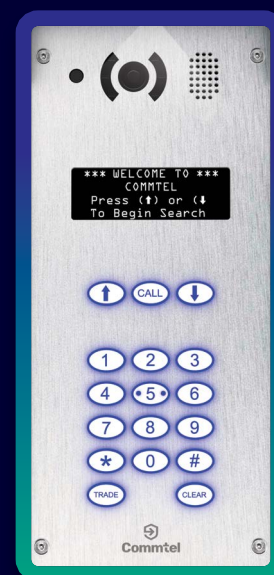 *** WELCOME TO ***
COMMTEL
Press (⬆) or (⬇
To Begin Search
⬆ CALL ⬇
1 2 3
4 5 6
7 8 9
* 0 #
TRADE CLEAR
Commtel